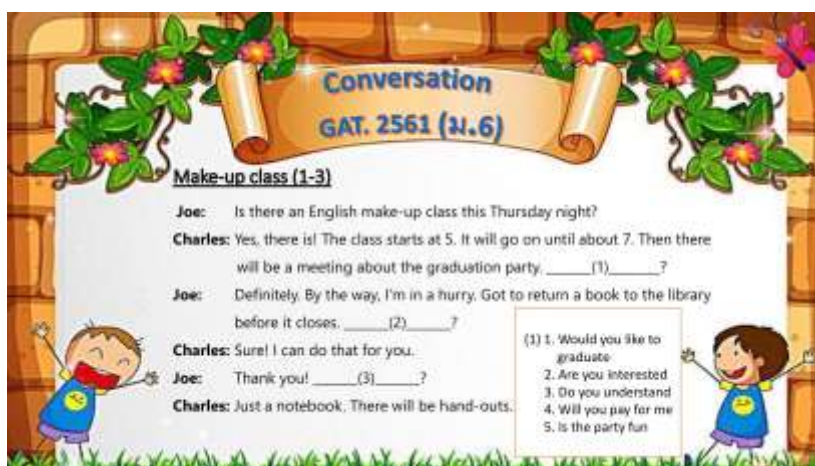 Conversation
GAT. 2561 (ม.6)
Make-up class (1-3)
Joe: Is there an English make-up class this Thursday night?
Charles: Yes, there is! The class starts at 5. It will go on until about 7. Then there
will be a meeting about the graduation party. ______(1)______?
Joe: Definitely. By the way, I'm in a hurry. Got to return a book to the library
before it closes. ______(2)______?
Charles: Sure! I can do that for you.
Joe: Thank you! ______(3)______?
Charles: Just a notebook. There will be hand-outs.
(1) 1. Would you like to
graduate
2. Are you interested
3. Do you understand
4. Will you pay for me
5. Is the party fun